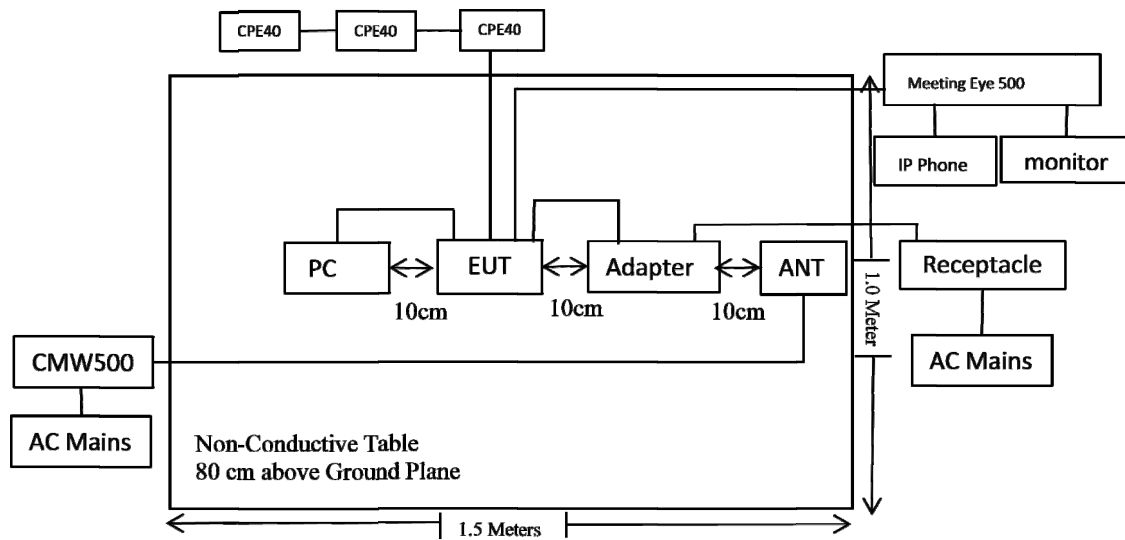 CPE40
CPE40
CPE40
Meeting Eye 500
IP Phone
monitor
PC
EUT
Adapter
ANT
Receptacle
10cm
10cm
10cm
1.0 Meter
CMW500
AC Mains
AC Mains
Non-Conductive Table
80 cm above Ground Plane
1.5 Meters